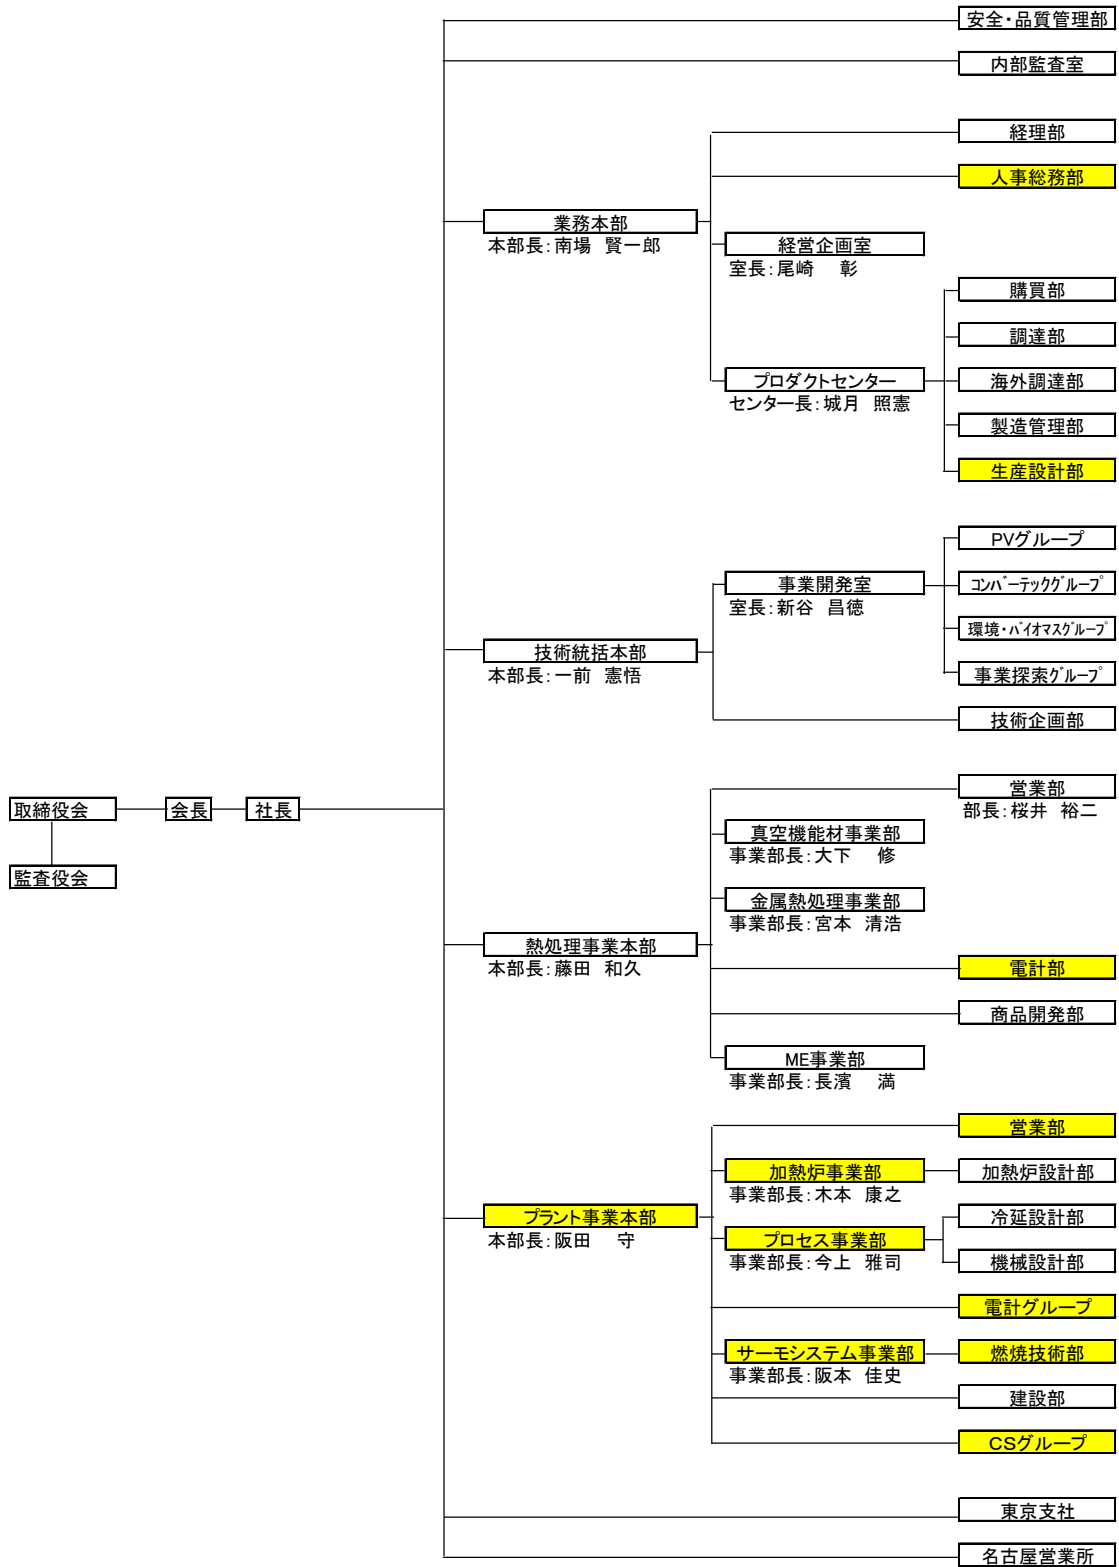 安全・品質管理部
内部監査室
経理部
人事総務部
業務本部
本部長：南場　賢一郎
経営企画室
室長：尾崎　彰
購買部
調達部
プロダクトセンター
センター長：城月　照憲
海外調達部
製造管理部
生産設計部
PVグループ
事業開発室
室長：新谷　昌徳
コンバーテックグループ
環境・バイオマスグループ
技術統括本部
本部長：一前　憲悟
事業探索グループ
技術企画部
取締役会
会長
社長
監査役会
営業部
部長：桜井　裕二
真空機能材事業部
事業部長：大下　修
金属熱処理事業部
事業部長：宮本　清浩
熱処理事業本部
本部長：藤田　和久
電計部
商品開発部
ME事業部
事業部長：長濱　満
営業部
加熱炉事業部
事業部長：木本　康之
加熱炉設計部
プラント事業本部
本部長：阪田　守
プロセス事業部
事業部長：今上　雅司
冷延設計部
機械設計部
電計グループ
サーモシステム事業部
事業部長：阪本　佳史
燃焼技術部
建設部
CSグループ
東京支社
名古屋営業所